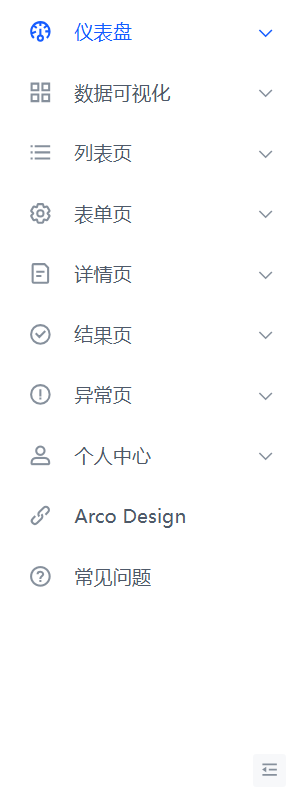 仪表盘
数据可视化
列表页
表单页
详情页
结果页
异常页
个人中心
Arco Design
常见问题